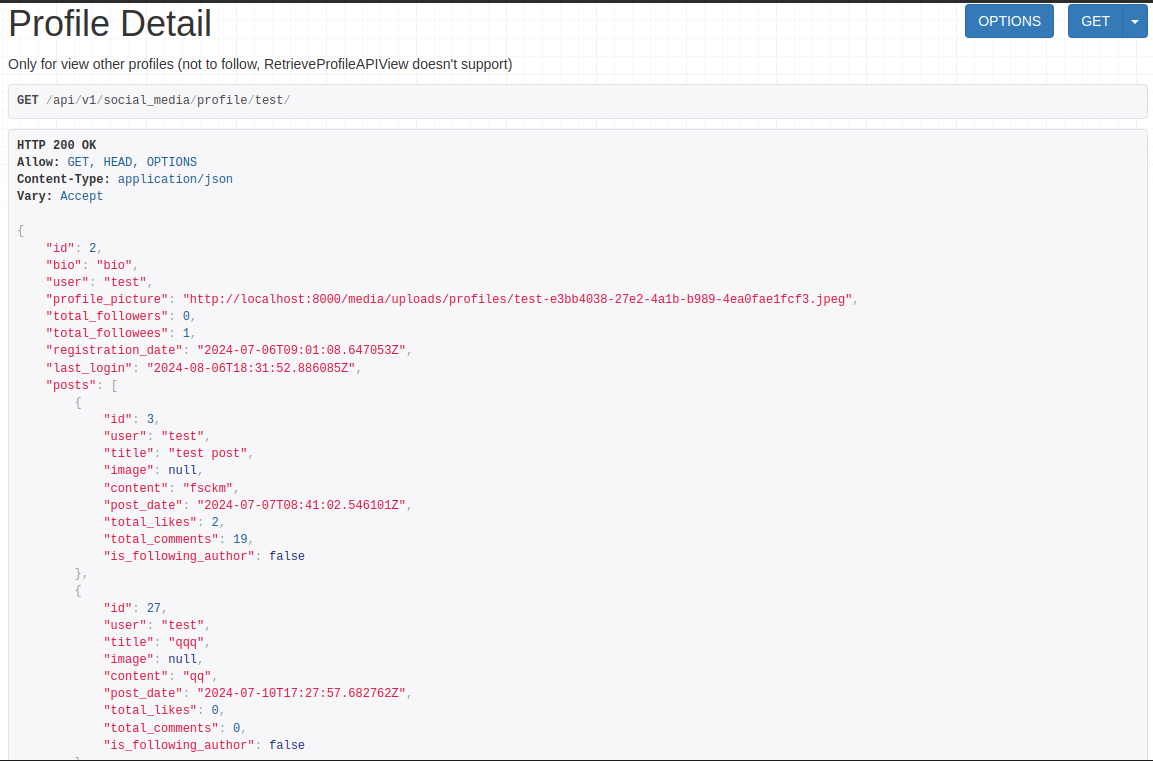 Profile Detail
OPTIONS
GET
Only for view other profiles (not to follow, RetrieveProfileAPIView doesn't support)
GET /api/v1/social_media/profile/test/
HTTP 200 OK
Allow: GET, HEAD, OPTIONS
Content-Type: application/json
Vary: Accept
{
    "id": 2,
    "bio": "bio",
    "user": "test",
    "profile_picture": "http://localhost:8000/media/uploads/profiles/test-e3bb4038-27e2-4a1b-b989-4ea0fae1fcf3.jpeg",
    "total_followers": 0,
    "total_followees": 1,
    "registration_date": "2024-07-06T09:01:08.647053Z",
    "last_login": "2024-08-06T18:31:52.886085Z",
    "posts": [
        {
            "id": 3,
            "user": "test",
            "title": "test post",
            "image": null,
            "content": "fsckm",
            "post_date": "2024-07-07T08:41:02.546101Z",
            "total_likes": 2,
            "total_comments": 19,
            "is_following_author": false
        },
        {
            "id": 27,
            "user": "test",
            "title": "qqq",
            "image": null,
            "content": "qq",
            "post_date": "2024-07-10T17:27:57.682762Z",
            "total_likes": 0,
            "total_comments": 0,
            "is_following_author": false